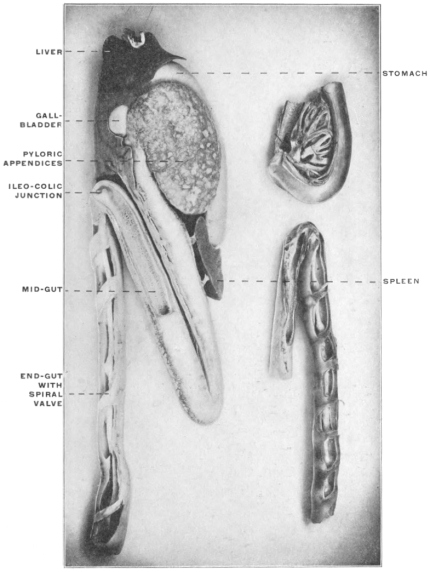 LIVER
STOMACH
GALL-
BLADDER
PYLORIC
APPENDICES
ILEO-COLIC
JUNCTION
MID-GUT
SPLEEN
END-GUT
WITH
SPIRAL
VALVE